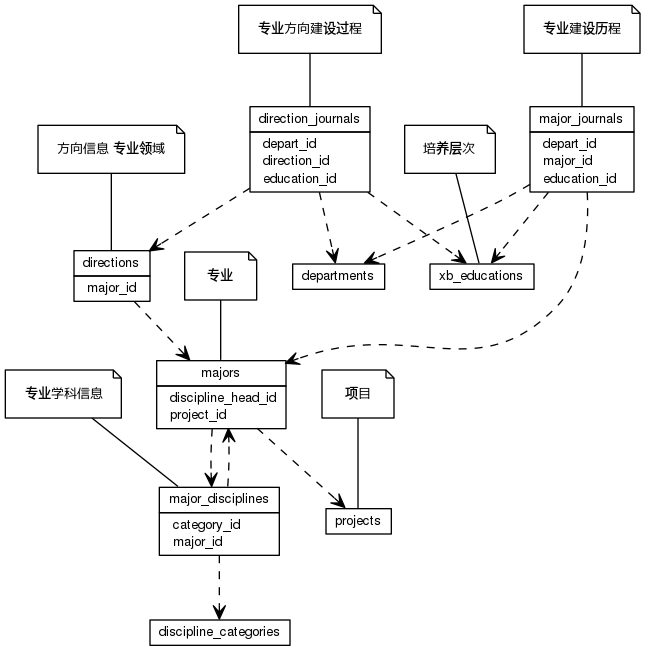 专业方向建设过程
专业建设历程
direction_journals
depart_id
direction_id
education_id
major_journals
depart_id
major_id
education_id
方向信息 专业领域
培养层次
directions
major_id
专业
departments
xb_educations
majors
discipline_head_id
project_id
专业学科信息
项目
major_disciplines
category_id
major_id
projects
discipline_categories